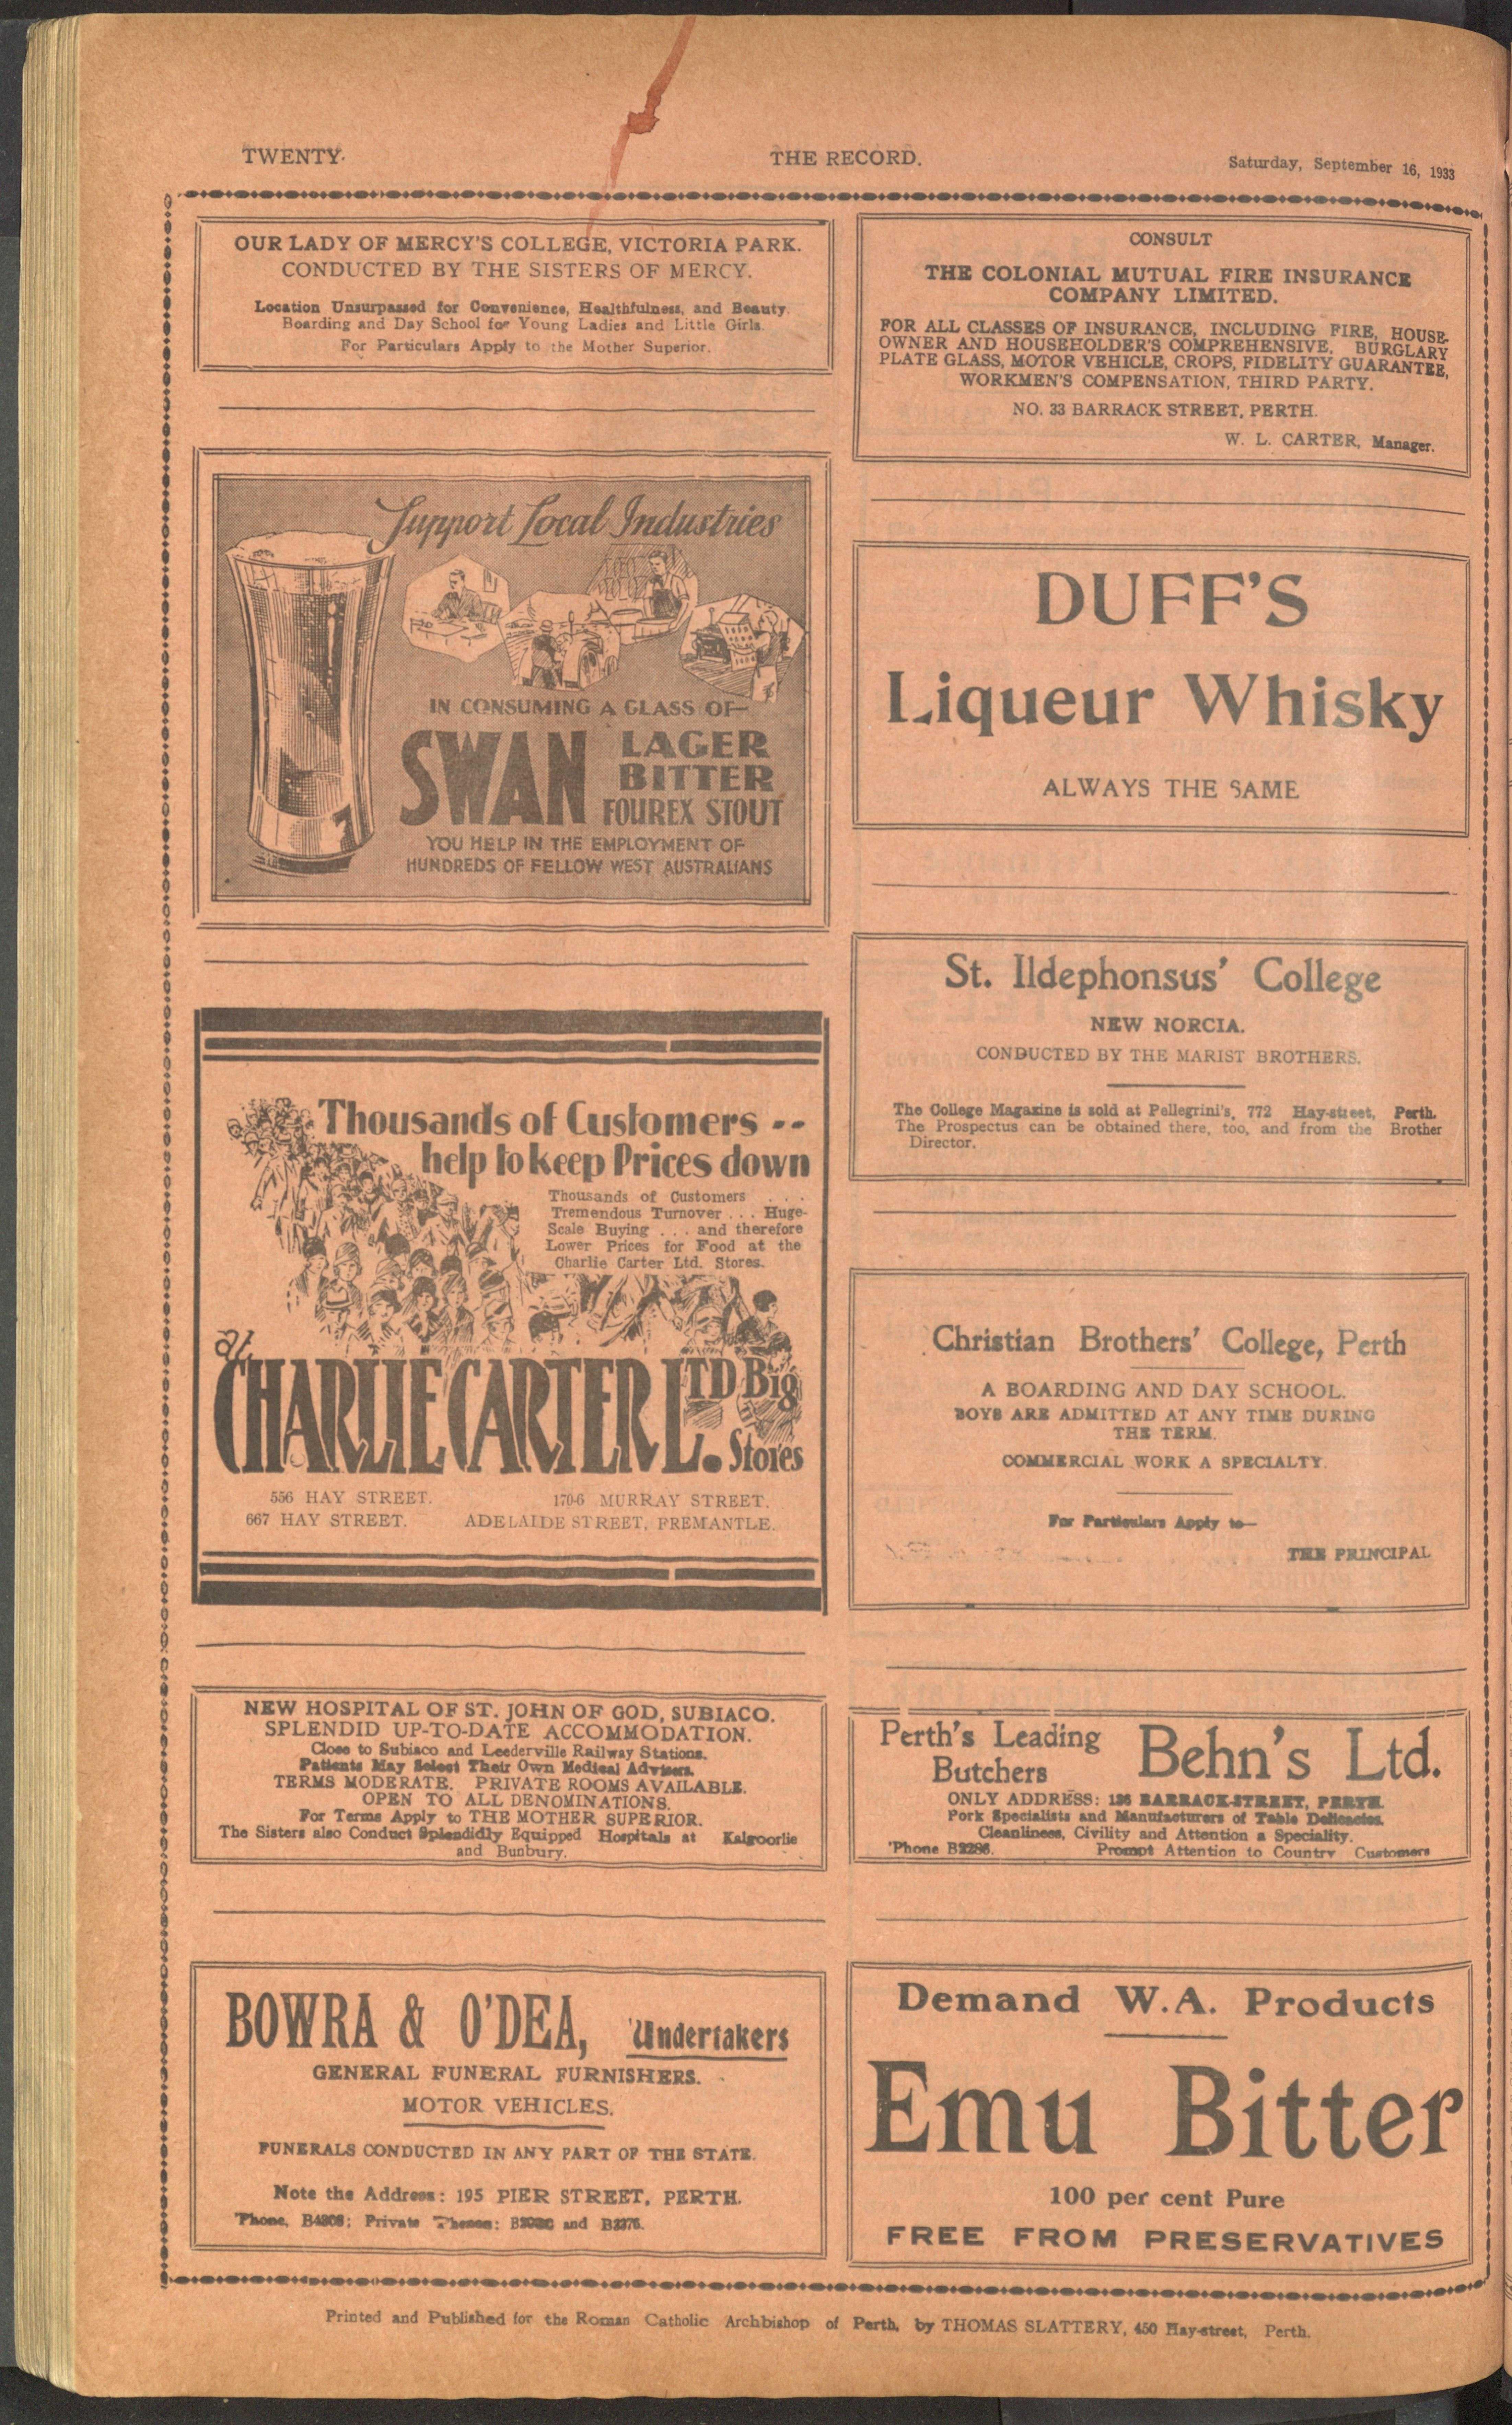 TWENTY.
THE RECORD.
Saturday, September 16, 1933
OUR LADY OF MERCY'S COLLEGE, VICTORIA PARK.
CONDUCTED BY THE SISTERS OF MERCY.
Location Unsurpassed for Convenience, Healthfulness, and Beauty.
Boarding and Day School for Young Ladies and Little Girls.
For Particulars Apply to the Mother Superior.
Support Local Industries
IN CONSUMING A GLASS OF—
SWAN LAGER
BITTER
FOUREX STOUT
YOU HELP IN THE EMPLOYMENT OF
HUNDREDS OF FELLOW WEST AUSTRALIANS
Thousands of Customers --
help to keep Prices down
Thousands of Customers . . .
Tremendous Turnover . . . Huge-
Scale Buying . . . and therefore
Lower Prices for Food at the
Charlie Carter Ltd. Stores.
at
CHARLIE CARTER LTD. Big
Stores
556 HAY STREET. 170-6 MURRAY STREET.
667 HAY STREET. ADELAIDE STREET, FREMANTLE.
NEW HOSPITAL OF ST. JOHN OF GOD, SUBIACO.
SPLENDID UP-TO-DATE ACCOMMODATION.
Close to Subiaco and Leederville Railway Stations.
Patients May Select Their Own Medical Advisers.
TERMS MODERATE. PRIVATE ROOMS AVAILABLE.
OPEN TO ALL DENOMINATIONS.
For Terms Apply to THE MOTHER SUPERIOR.
The Sisters also Conduct Splendidly Equipped Hospitals at Kalgoorlie
and Bunbury.
BOWRA & O'DEA, Undertakers
GENERAL FUNERAL FURNISHERS.
MOTOR VEHICLES.
FUNERALS CONDUCTED IN ANY PART OF THE STATE.
Note the Address: 195 PIER STREET, PERTH.
'Phone, B4308; Private 'Phones: and B2376.
CONSULT
THE COLONIAL MUTUAL FIRE INSURANCE
COMPANY LIMITED.
FOR ALL CLASSES OF INSURANCE, INCLUDING FIRE, HOUSE-
OWNER AND HOUSEHOLDER'S COMPREHENSIVE, BURGLARY
PLATE GLASS, MOTOR VEHICLE, CROPS, FIDELITY GUARANTEE,
WORKMEN'S COMPENSATION, THIRD PARTY.
NO. 33 BARRACK STREET, PERTH.
W. L. CARTER, Manager.
DUFF'S
Liqueur Whisky
ALWAYS THE SAME
St. Ildephonsus' College
NEW NORCIA.
CONDUCTED BY THE MARIST BROTHERS.
The College Magazine is sold at Pellegrini's, 772 Hay-street, Perth.
The Prospectus can be obtained there, too, and from the Brother
Director.
Christian Brothers' College, Perth
A BOARDING AND DAY SCHOOL.
BOYS ARE ADMITTED AT ANY TIME DURING
THE TERM.
COMMERCIAL WORK A SPECIALTY.
For Particulars Apply to—
THE PRINCIPAL
Perth's Leading
Butchers
Behn's Ltd.
ONLY ADDRESS: 136 BARRACK-STREET, PERTH.
Pork Specialists and Manufacturers of Table Delicacies.
Cleanliness, Civility and Attention a Speciality.
'Phone B2286. Prompt Attention to Country Customers
Demand W.A. Products
Emu Bitter
100 per cent Pure
FREE FROM PRESERVATIVES
Printed and Published for the Roman Catholic Archbishop of Perth, by THOMAS SLATTERY, 450 Hay-street, Perth.